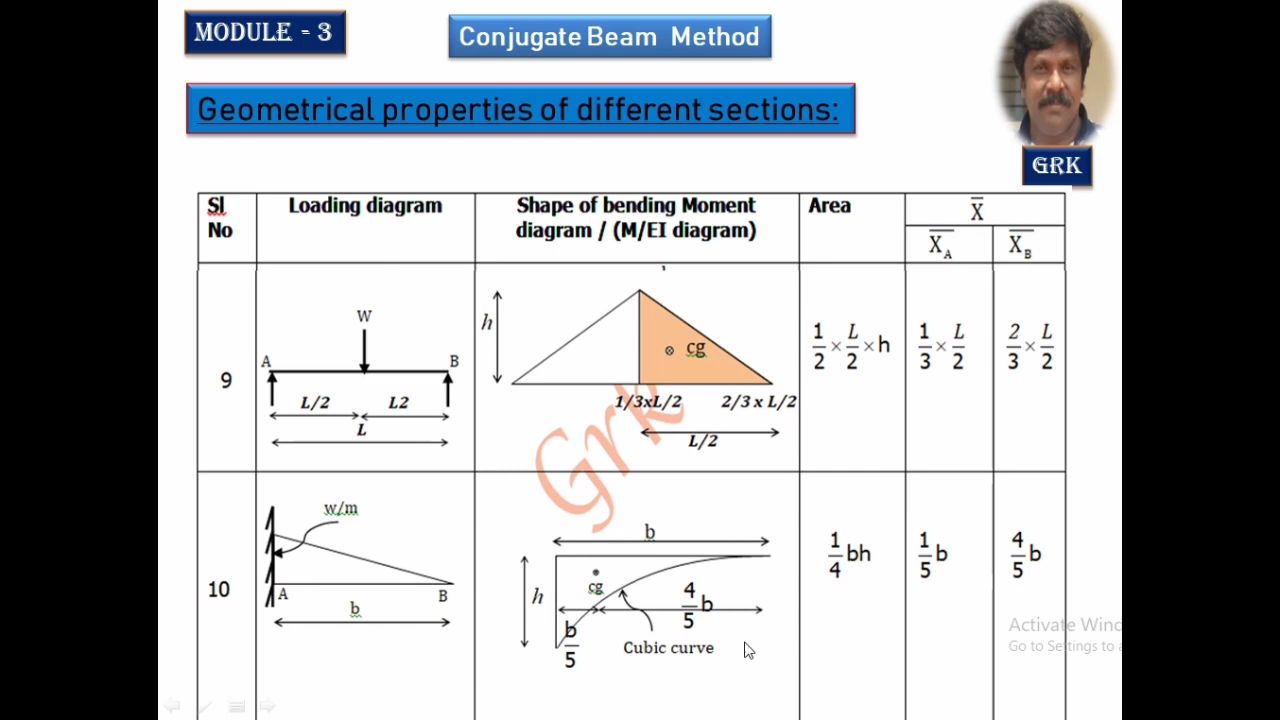 MODULE - 3
Conjugate Beam Method
Geometrical properties of different sections:
GRK
Sl No
Loading diagram
Shape of bending Moment
diagram / (M/EI diagram)
Area
X̅
X̅A
X̅B
9
W
A
B
L/2
L2
L
h
cg
1/3xL/2
2/3 x L/2
L/2
1/2 × L/2 × h
1/3 × L/2
2/3 × L/2
Grk
10
w/m
A
B
b
b
h
cg
4/5 b
b/5
Cubic curve
1/4 bh
1/5 b
4/5 b
Activate Winc
Go to Settings to a